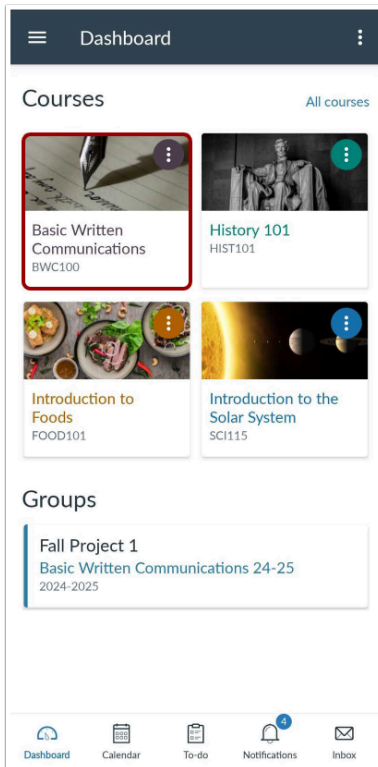 Dashboard
Courses
All courses
Basic Written
Communications
BWC100
History 101
HIST101
Introduction to
Foods
FOOD101
Introduction to the
Solar System
SCI115
Groups
Fall Project 1
Basic Written Communications 24-25
2024-2025
4
Dashboard
Calendar
To-do
Notifications
Inbox